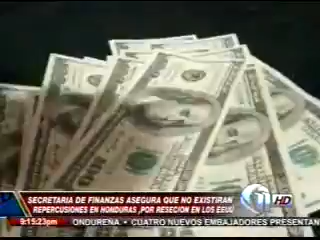 SECRETARIA DE FINANZAS ASEGURA QUE NO EXISTIRAN
REPERCUSIONES EN HONDURAS ,POR RESECION EN LOS EEUU
HD
9:15:23pm ONDUREÑA • CUATRO NUEVOS EMBAJADORES PRESENTAN